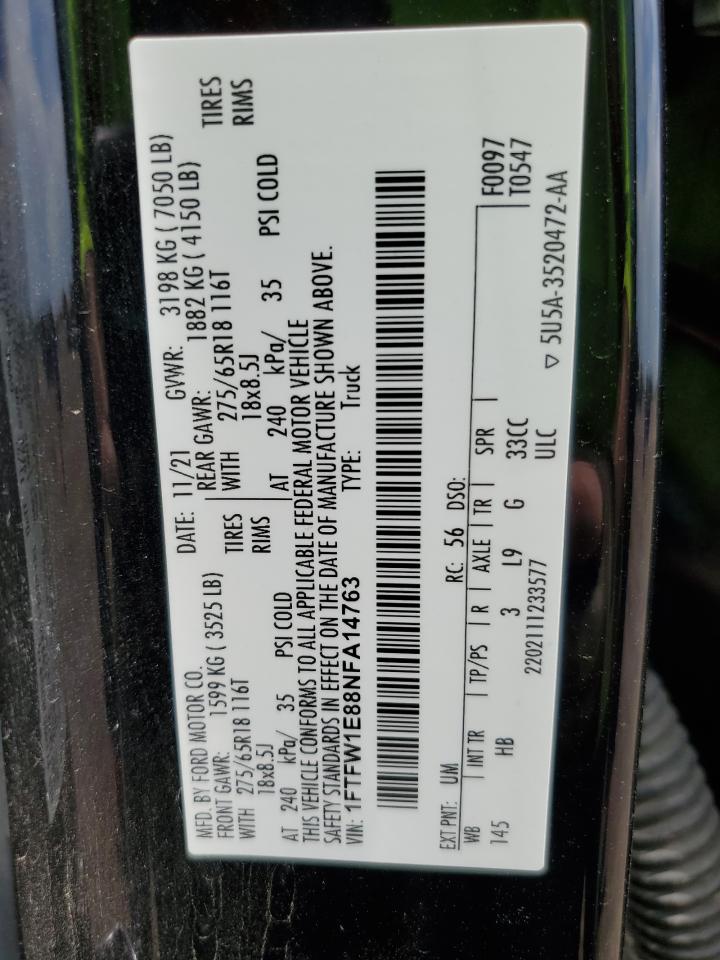 MFD. BY FORD MOTOR CO. DATE: 11/21 GVWR: 3198 KG ( 7050 LB)
FRONT GAWR: 1599 KG ( 3525 LB) REAR GAWR: 1882 KG ( 4150 LB)
WITH 275/65R18 116T TIRES WITH 275/65R18 116T TIRES
18x8.5J RIMS 18x8.5J RIMS
AT 240 kPa/ 35 PSI COLD AT 240 kPa/ 35 PSI COLD
THIS VEHICLE CONFORMS TO ALL APPLICABLE FEDERAL MOTOR VEHICLE
SAFETY STANDARDS IN EFFECT ON THE DATE OF MANUFACTURE SHOWN ABOVE.
VIN: 1FTFW1E88NFA14763 TYPE: Truck
EXT PNT: UM RC: 56 DSO:
WB INT TR TP/PS R AXLE TR SPR F0097
145 HB 3 L9 G 33CC T0547
2202111233577 ULC
▽ 5U5A-3520472-AA